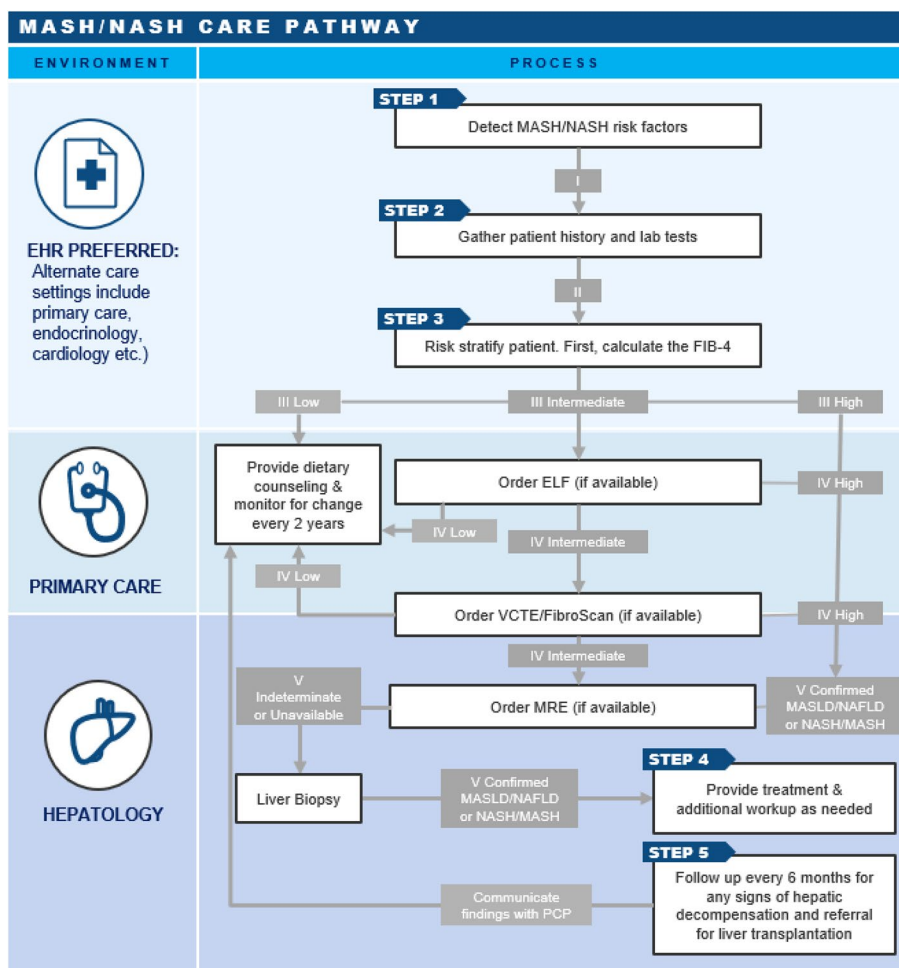 MASH/NASH CARE PATHWAY
ENVIRONMENT
PROCESS
STEP 1
Detect MASH/NASH risk factors
I
STEP 2
Gather patient history and lab tests
II
EHR PREFERRED:
Alternate care
settings include
primary care,
endocrinology,
cardiology etc.)
STEP 3
Risk stratify patient. First, calculate the FIB-4
III Low
III Intermediate
III High
Provide dietary
counseling &
monitor for change
every 2 years
Order ELF (if available)
IV High
IV Low
IV Intermediate
IV Low
PRIMARY CARE
Order VCTE/FibroScan (if available)
IV High
IV Intermediate
V
Indeterminate
or Unavailable
Order MRE (if available)
V Confirmed
MASLD/NAFLD
or NASH/MASH
HEPATOLOGY
Liver Biopsy
V Confirmed
MASLD/NAFLD
or NASH/MASH
STEP 4
Provide treatment &
additional workup as needed
STEP 5
Follow up every 6 months for
any signs of hepatic
decompensation and referral
for liver transplantation
Communicate
findings with PCP